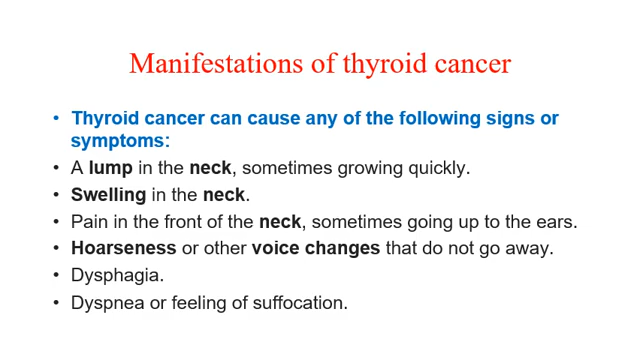 Manifestations of thyroid cancer
• Thyroid cancer can cause any of the following signs or
symptoms:
• A lump in the neck, sometimes growing quickly.
• Swelling in the neck.
• Pain in the front of the neck, sometimes going up to the ears.
• Hoarseness or other voice changes that do not go away.
• Dysphagia.
• Dyspnea or feeling of suffocation.